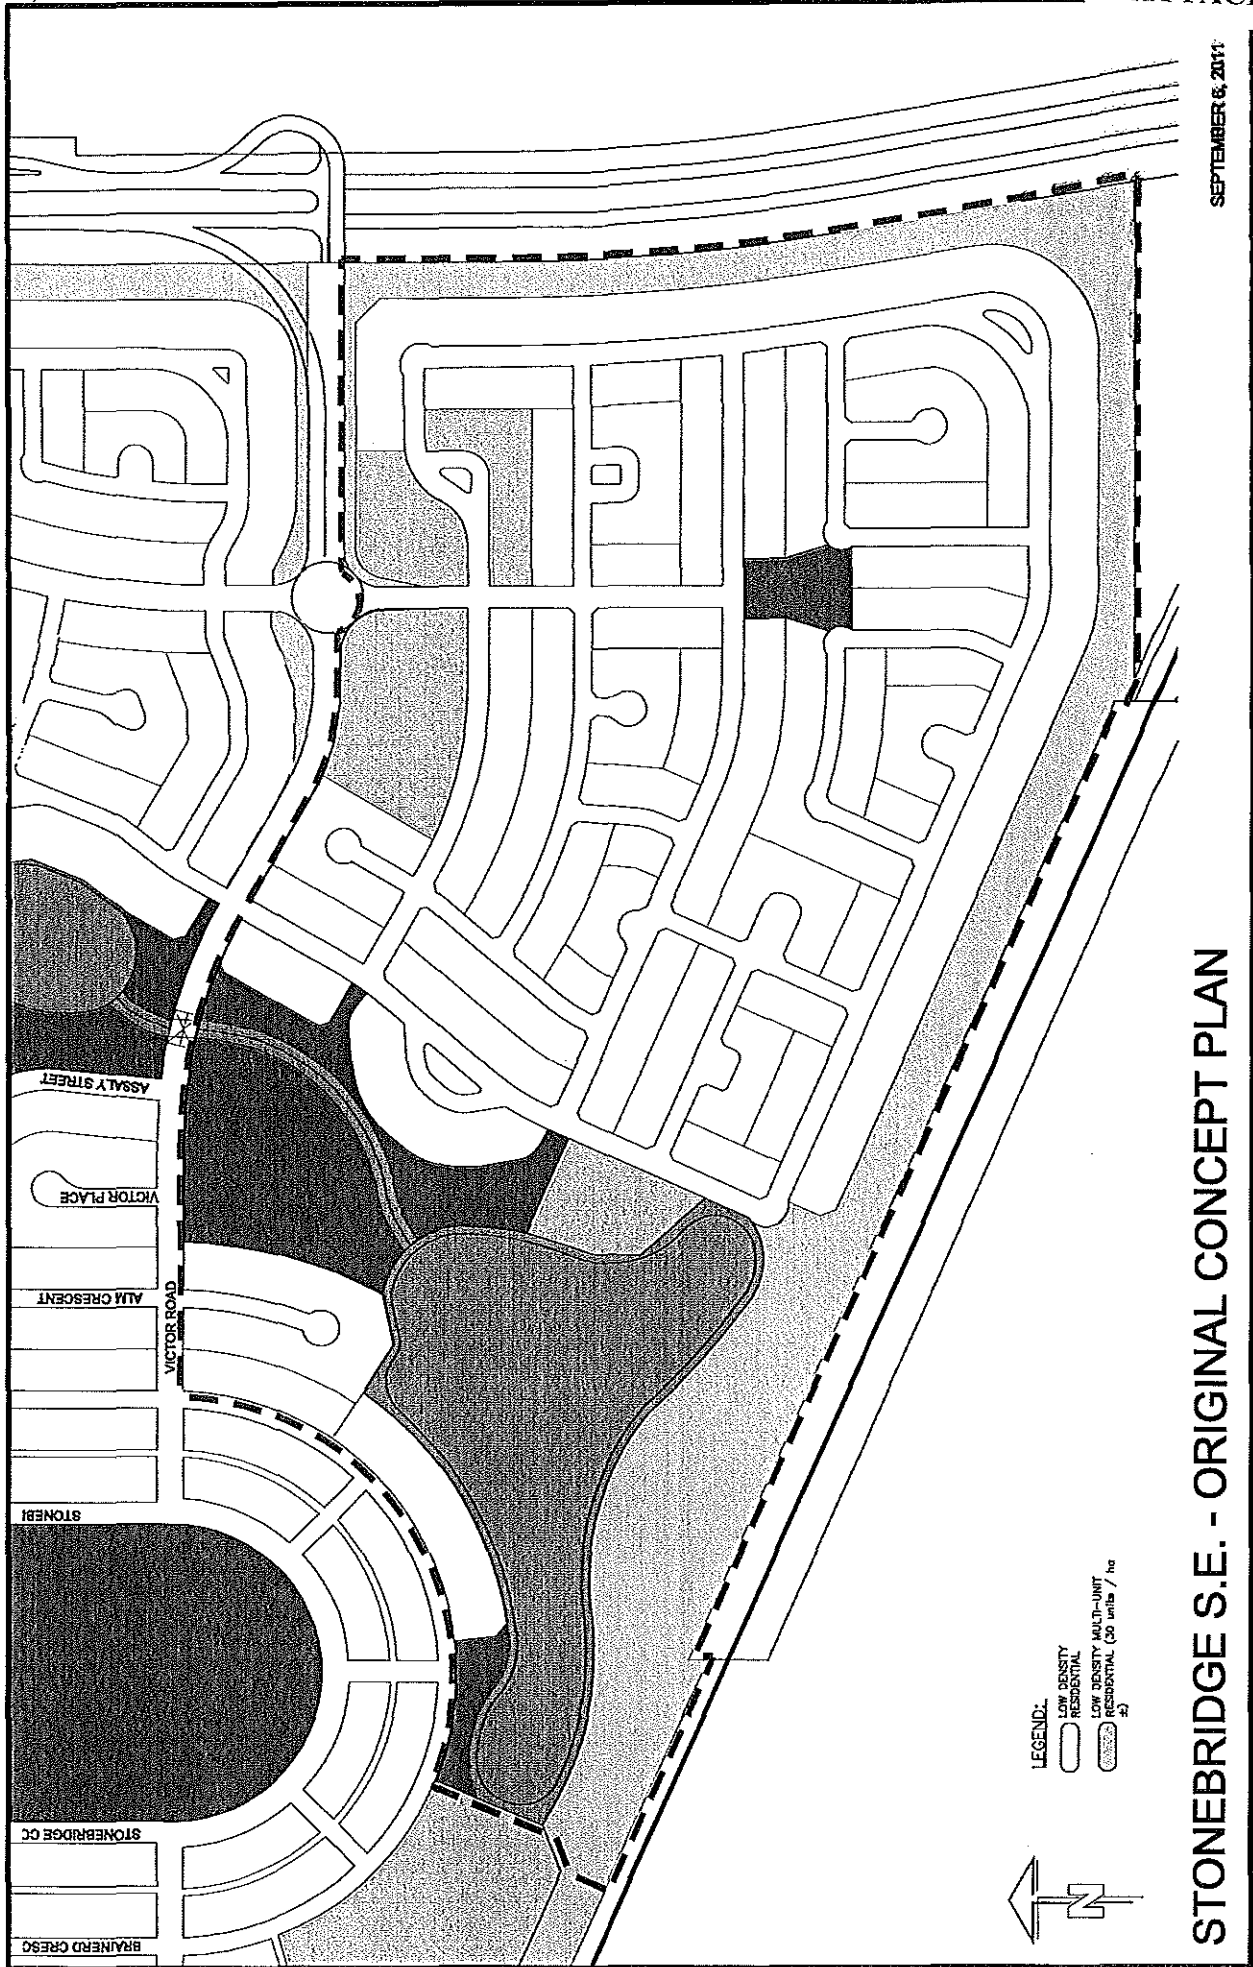 SEPTEMBER 6, 2011
ASSALY STREET
VICTOR PLACE
ALM CRESCENT
VICTOR ROAD
STONEBI
STONEBRIDGE CC
BRAINERD CRESC
LEGEND:
LOW DENSITY
RESIDENTIAL
LOW DENSITY MULTI-UNIT
RESIDENTIAL (30 units / ha
±)
N
STONEBRIDGE S.E. - ORIGINAL CONCEPT PLAN